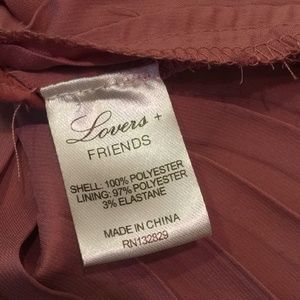 Lovers +
FRIENDS
SHELL: 100% POLYESTER
LINING: 97% POLYESTER
3% ELASTANE
MADE IN CHINA
RN132829